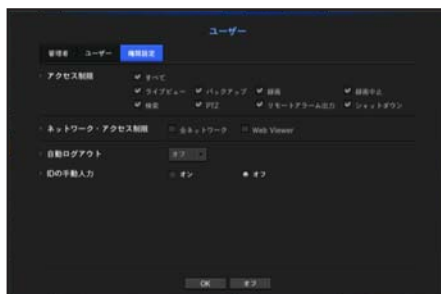 ユーザー
管理者 ユーザー 権限設定
アクセス制限 すべて
ライブビュー バックアップ 録画 録画中止
検索 PTZ リモートアラーム出力 シャットダウン
ネットワーク・アクセス制限 全ネットワーク Web Viewer
自動ログアウト オフ
IDの手動入力 オン オフ
OK オフ